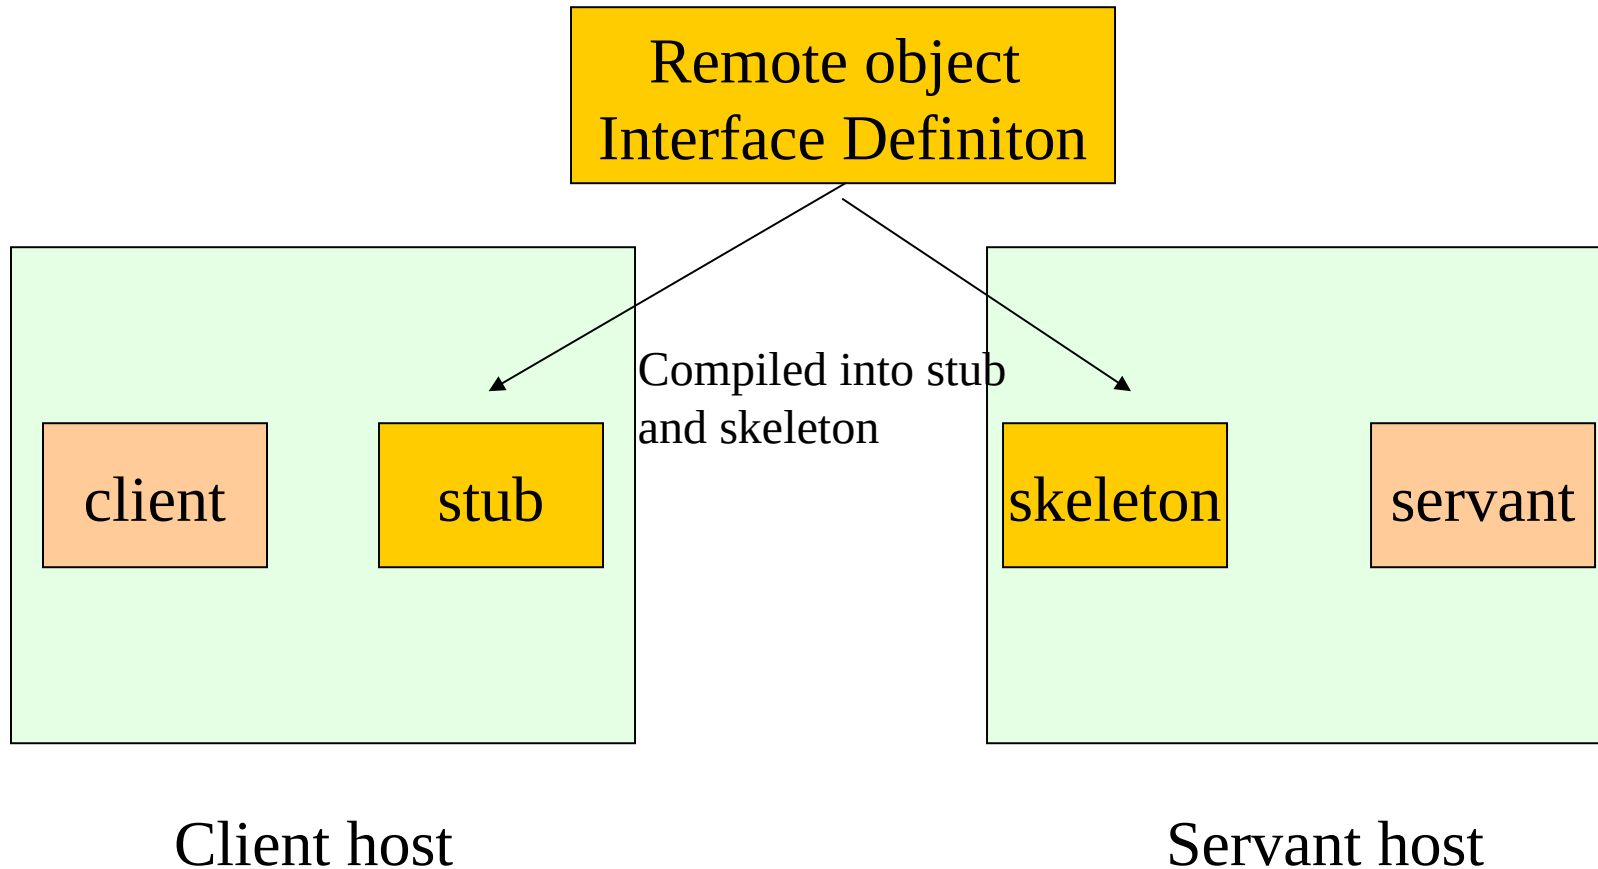 Remote object
Interface Definiton
Compiled into stub
and skeleton
client
stub
skeleton
servant
Client host
Servant host